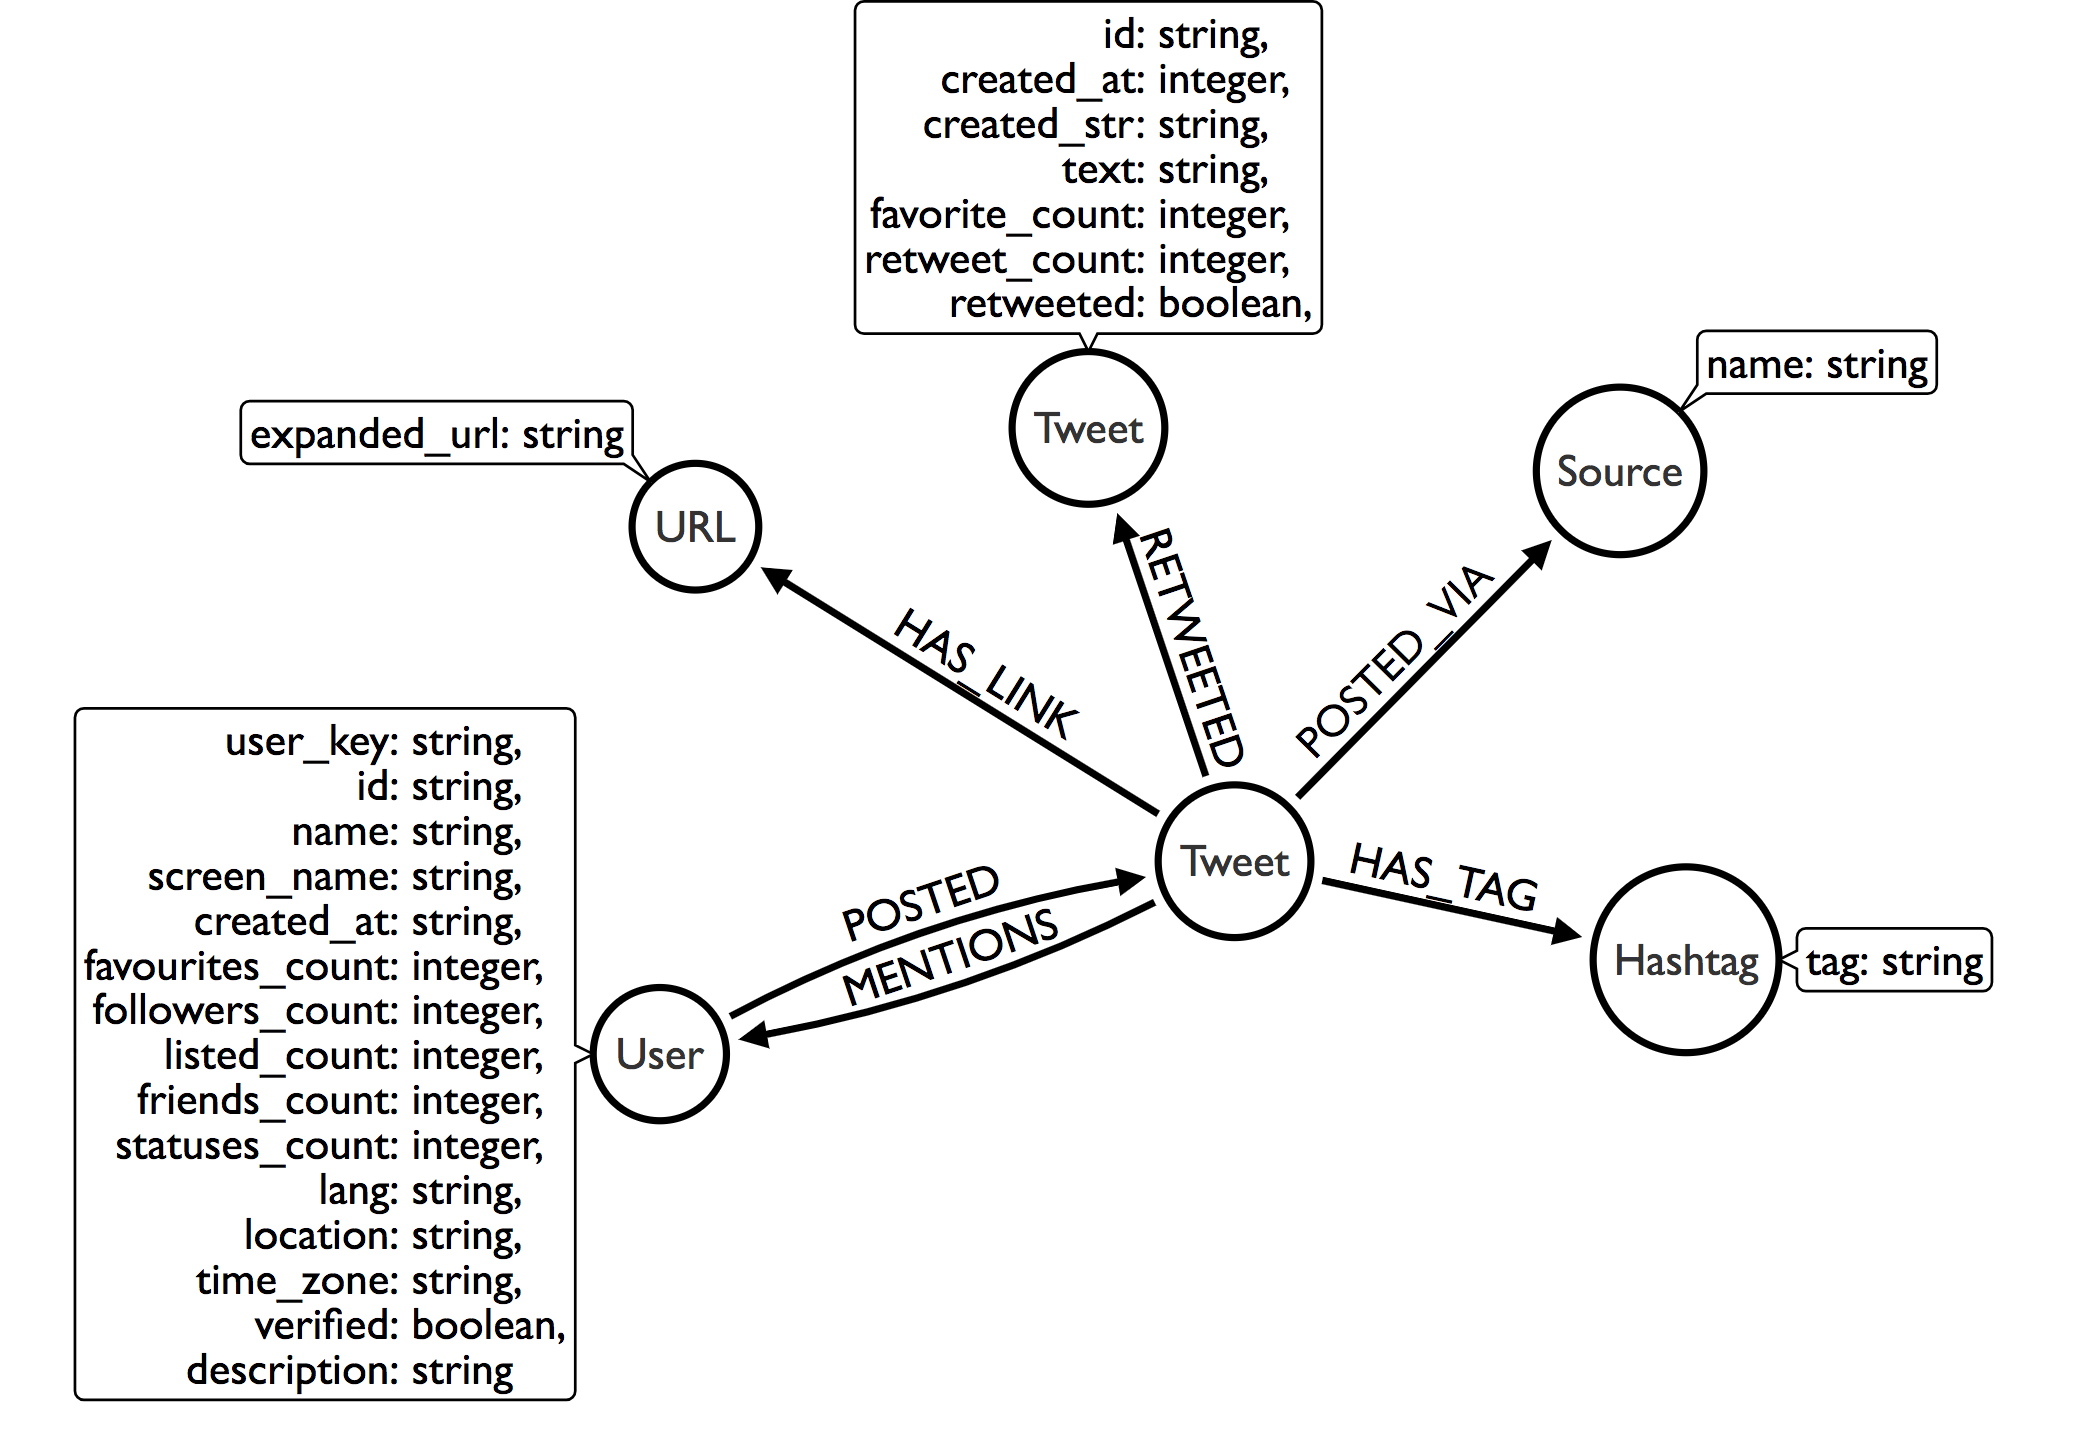 id: string,
created_at: integer,
created_str: string,
text: string,
favorite_count: integer,
retweet_count: integer,
retweeted: boolean,
Tweet
name: string
Source
expanded_url: string
URL
HAS_LINK
RETWEETED
POSTED_VIA
Tweet
HAS_TAG
Hashtag
tag: string
POSTED
MENTIONS
User
user_key: string,
id: string,
name: string,
screen_name: string,
created_at: string,
favourites_count: integer,
followers_count: integer,
listed_count: integer,
friends_count: integer,
statuses_count: integer,
lang: string,
location: string,
time_zone: string,
verified: boolean,
description: string